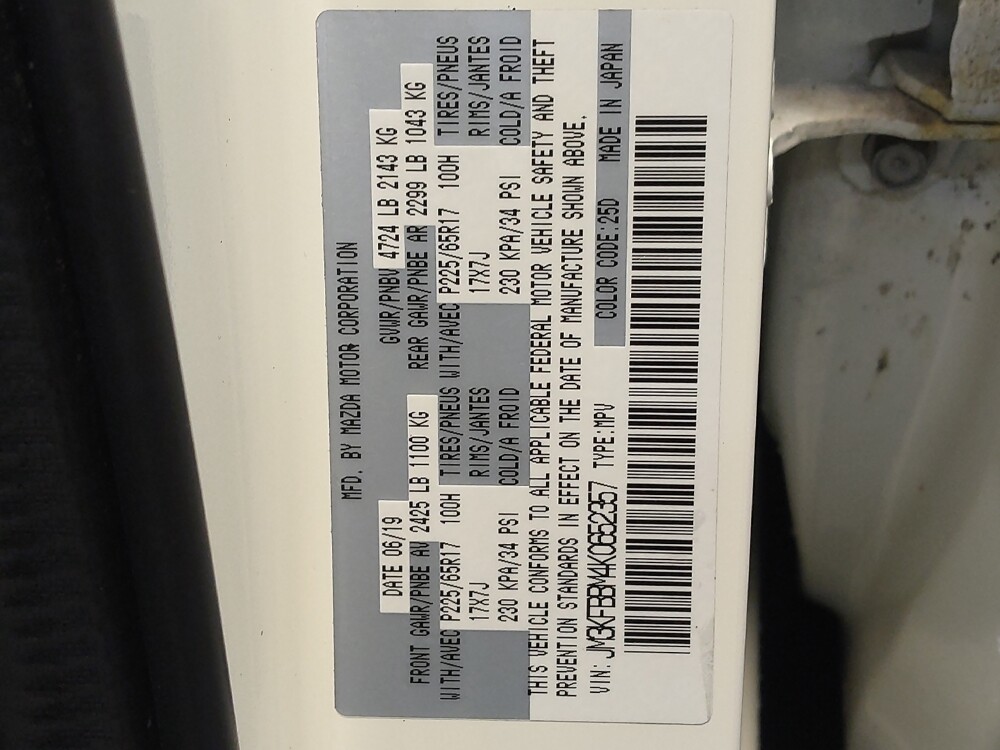 MFD. BY MAZDA MOTOR CORPORATION
DATE 06/19 GVWR/PNBV 4724 LB 2143 KG
FRONT GAWR/PNBE AV 2425 LB 1100 KG REAR GAWR/PNBE AR 2299 LB 1043 KG
WITH/AVEC P225/65R17 100H TIRES/PNEUS WITH/AVEC P225/65R17 100H TIRES/PNEUS
17X7J RIMS/JANTES 17X7J RIMS/JANTES
230 KPA/34 PSI COLD/A FROID 230 KPA/34 PSI COLD/A FROID
THIS VEHICLE CONFORMS TO ALL APPLICABLE FEDERAL MOTOR VEHICLE SAFETY AND THEFT
PREVENTION STANDARDS IN EFFECT ON THE DATE OF MANUFACTURE SHOWN ABOVE.
VIN: JM3KFBBM4K0652357 TYPE:MPV COLOR CODE:25D MADE IN JAPAN